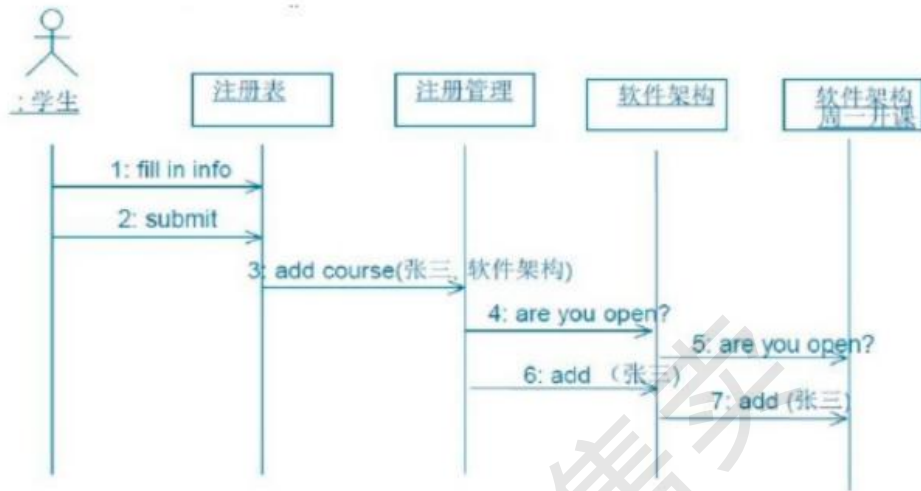 :学生
注册表
注册管理
软件架构
软件架构
周一开课
1: fill in info
2: submit
3: add course(张三, 软件架构)
4: are you open?
5: are you open?
6: add （张三)
7: add (张三)